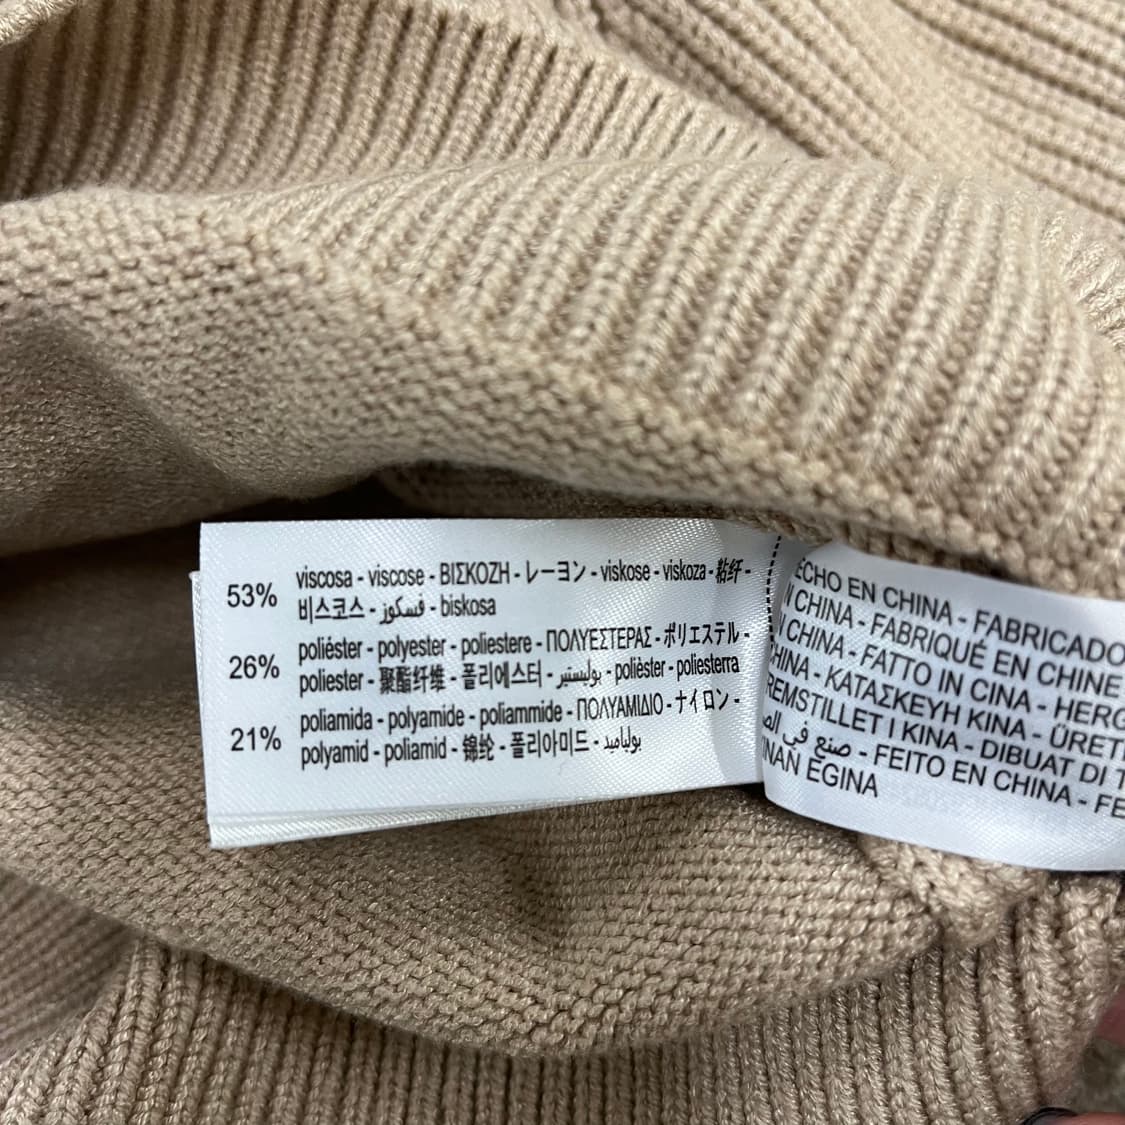 53% viscosa - viscose - ΒΙΣΚΟΖΗ - レーヨン - viskose - viskoza - 粘纤 -
비스코스 - فسكوز - biskosa
26% poliéster - polyester - poliestere - ΠΟΛΥΕΣΤΕΡΑΣ - ポリエステル -
poliester - 聚酯纤维 - 폴리에스터 - بوليستير - polièster - poliesterra
21% poliamida - polyamide - poliammide - ΠΟΛΥΑΜΙΔΙΟ - ナイロン -
polyamid - poliamid - 锦纶 - 폴리아미드 - بولياميد
ECHO EN CHINA - FABRICADO
N CHINA - FABRIQUÉ EN CHINE
N CHINA - FATTO IN CINA - HERG
HINA - ΚΑΤΑΣΚΕΥΗ ΚΙΝΑ - ÜRETI
REMSTILLET I KINA - DIBUAT DI T
صنع في الص - FEITO EN CHINA - FE
INAN EGINA